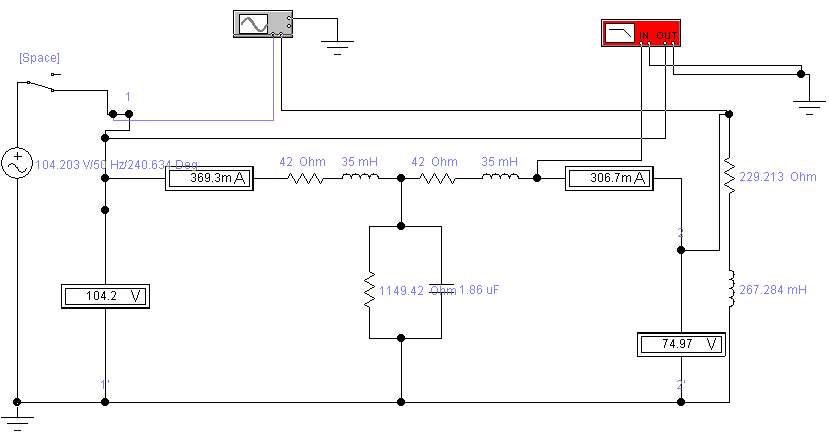 IN OUT
[Space]
1
104.203 V/50 Hz/240.634 Deg
42 Ohm
35 mH
42 Ohm
35 mH
369.3m A
306.7m A
229.213 Ohm
2
1149.42 Ohm
1.86 uF
267.284 mH
104.2 V
74.97 V
1'
2'